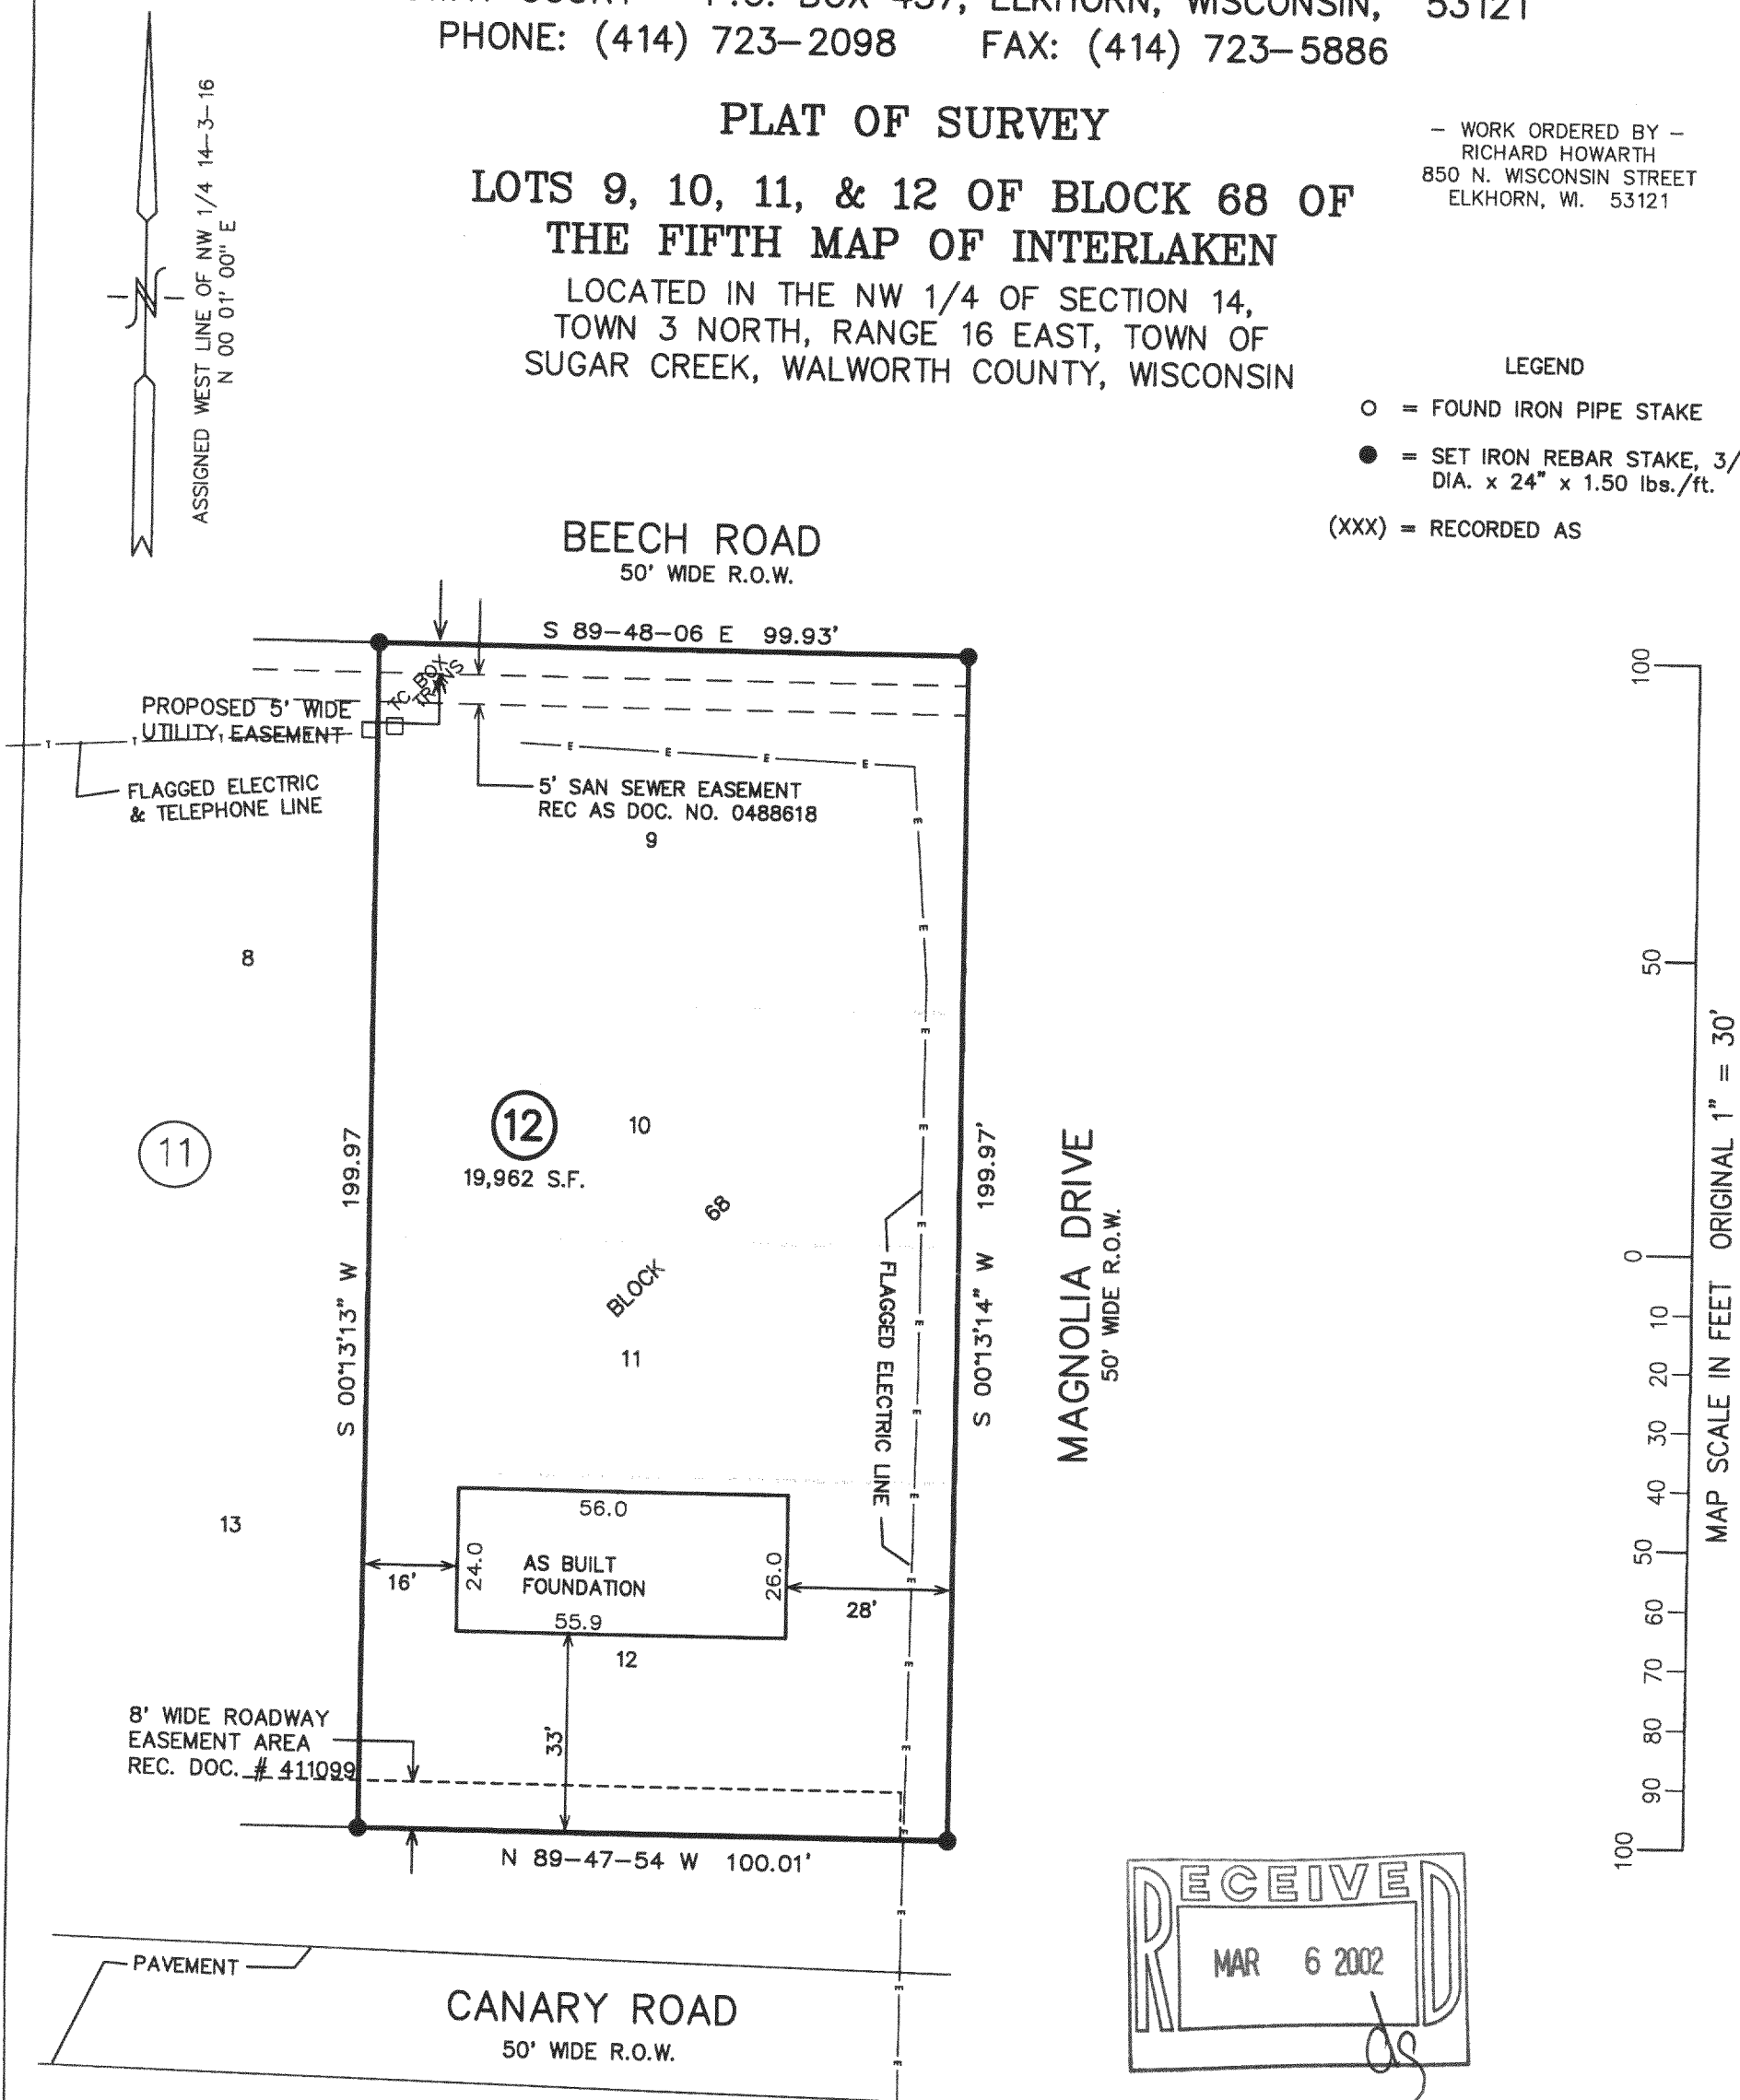 COURT P.O. BOX 437, ELKHORN, WISCONSIN, 53121
PHONE: (414) 723-2098 FAX: (414) 723-5886
PLAT OF SURVEY
LOTS 9, 10, 11, & 12 OF BLOCK 68 OF
THE FIFTH MAP OF INTERLAKEN
LOCATED IN THE NW 1/4 OF SECTION 14,
TOWN 3 NORTH, RANGE 16 EAST, TOWN OF
SUGAR CREEK, WALWORTH COUNTY, WISCONSIN
- WORK ORDERED BY -
RICHARD HOWARTH
850 N. WISCONSIN STREET
ELKHORN, WI. 53121
N
ASSIGNED WEST LINE OF NW 1/4 14-3-16
N 00 01' 00" E
LEGEND
= FOUND IRON PIPE STAKE
= SET IRON REBAR STAKE, 3/
DIA. x 24" x 1.50 lbs./ft.
(XXX) = RECORDED AS
BEECH ROAD
50' WIDE R.O.W.
S 89-48-06 E 99.93'
TC BOX
TRANS
PROPOSED 5' WIDE
UTILITY EASEMENT
T T T
FLAGGED ELECTRIC
& TELEPHONE LINE
E E E E
5' SAN SEWER EASEMENT
REC AS DOC. NO. 0488618
9
8
10
12
19,962 S.F.
11
68
BLOCK
11
13
S 00°13'13" W 199.97
S 00°13'14" W 199.97'
FLAGGED ELECTRIC LINE
E E E E E E E E E E E E
MAGNOLIA DRIVE
50' WIDE R.O.W.
56.0
24.0
AS BUILT
FOUNDATION
26.0
55.9
16'
28'
12
33'
8' WIDE ROADWAY
EASEMENT AREA
REC. DOC. # 411099
N 89-47-54 W 100.01'
PAVEMENT
CANARY ROAD
50' WIDE R.O.W.
100
50
0
10
20
30
40
50
60
70
80
90
100
MAP SCALE IN FEET ORIGINAL 1" = 30'
RECEIVED
MAR 6 2002